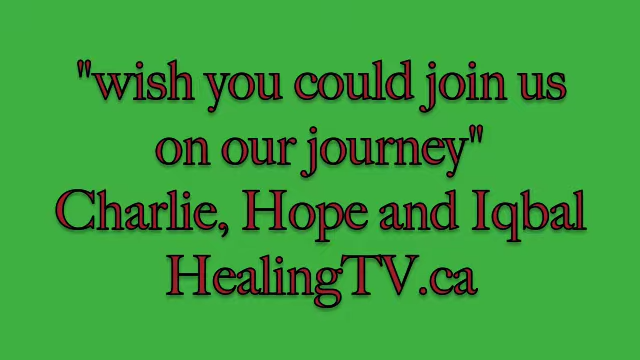 "wish you could join us
on our journey"
Charlie, Hope and Iqbal
HealingTV.ca